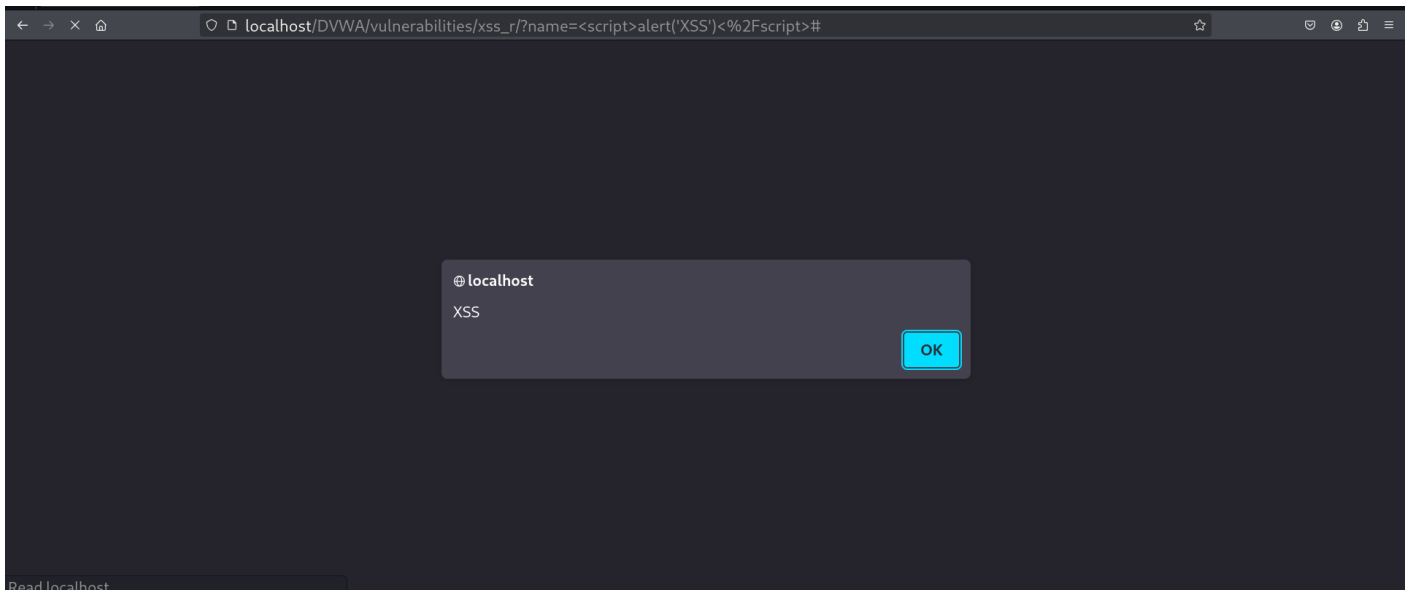 localhost/DVWA/vulnerabilities/xss_r/?name=<script>alert('XSS')<%2Fscript>#
localhost
XSS
OK
Read localhost